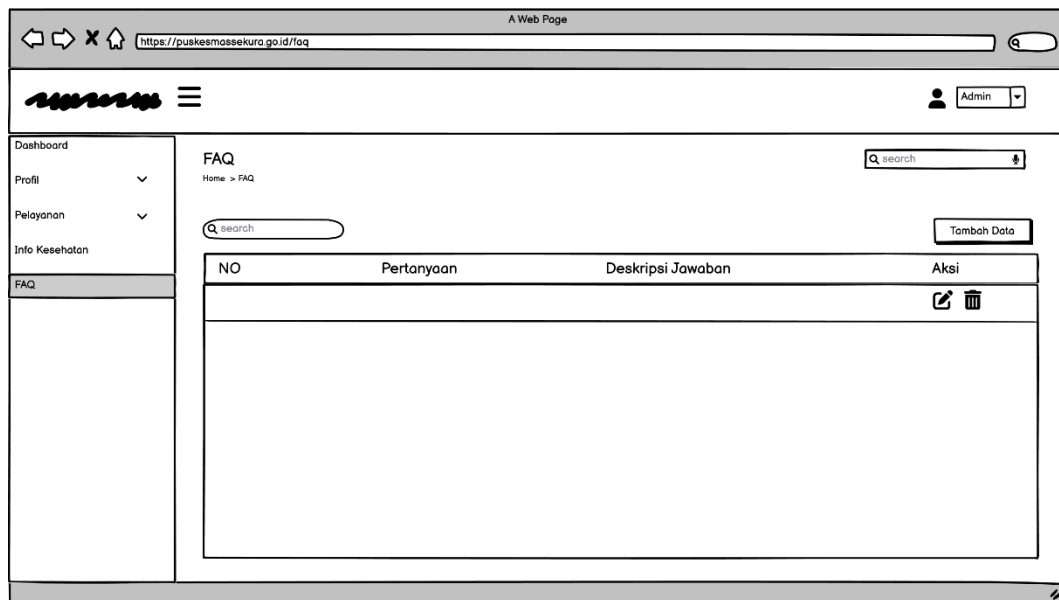 A Web Page
https://puskesmassekura.go.id/faq
Admin
Dashboard
Profil
Pelayanan
Info Kesehatan
FAQ
FAQ
Home > FAQ
search
search
Tambah Data
NO Pertanyaan Deskripsi Jawaban Aksi